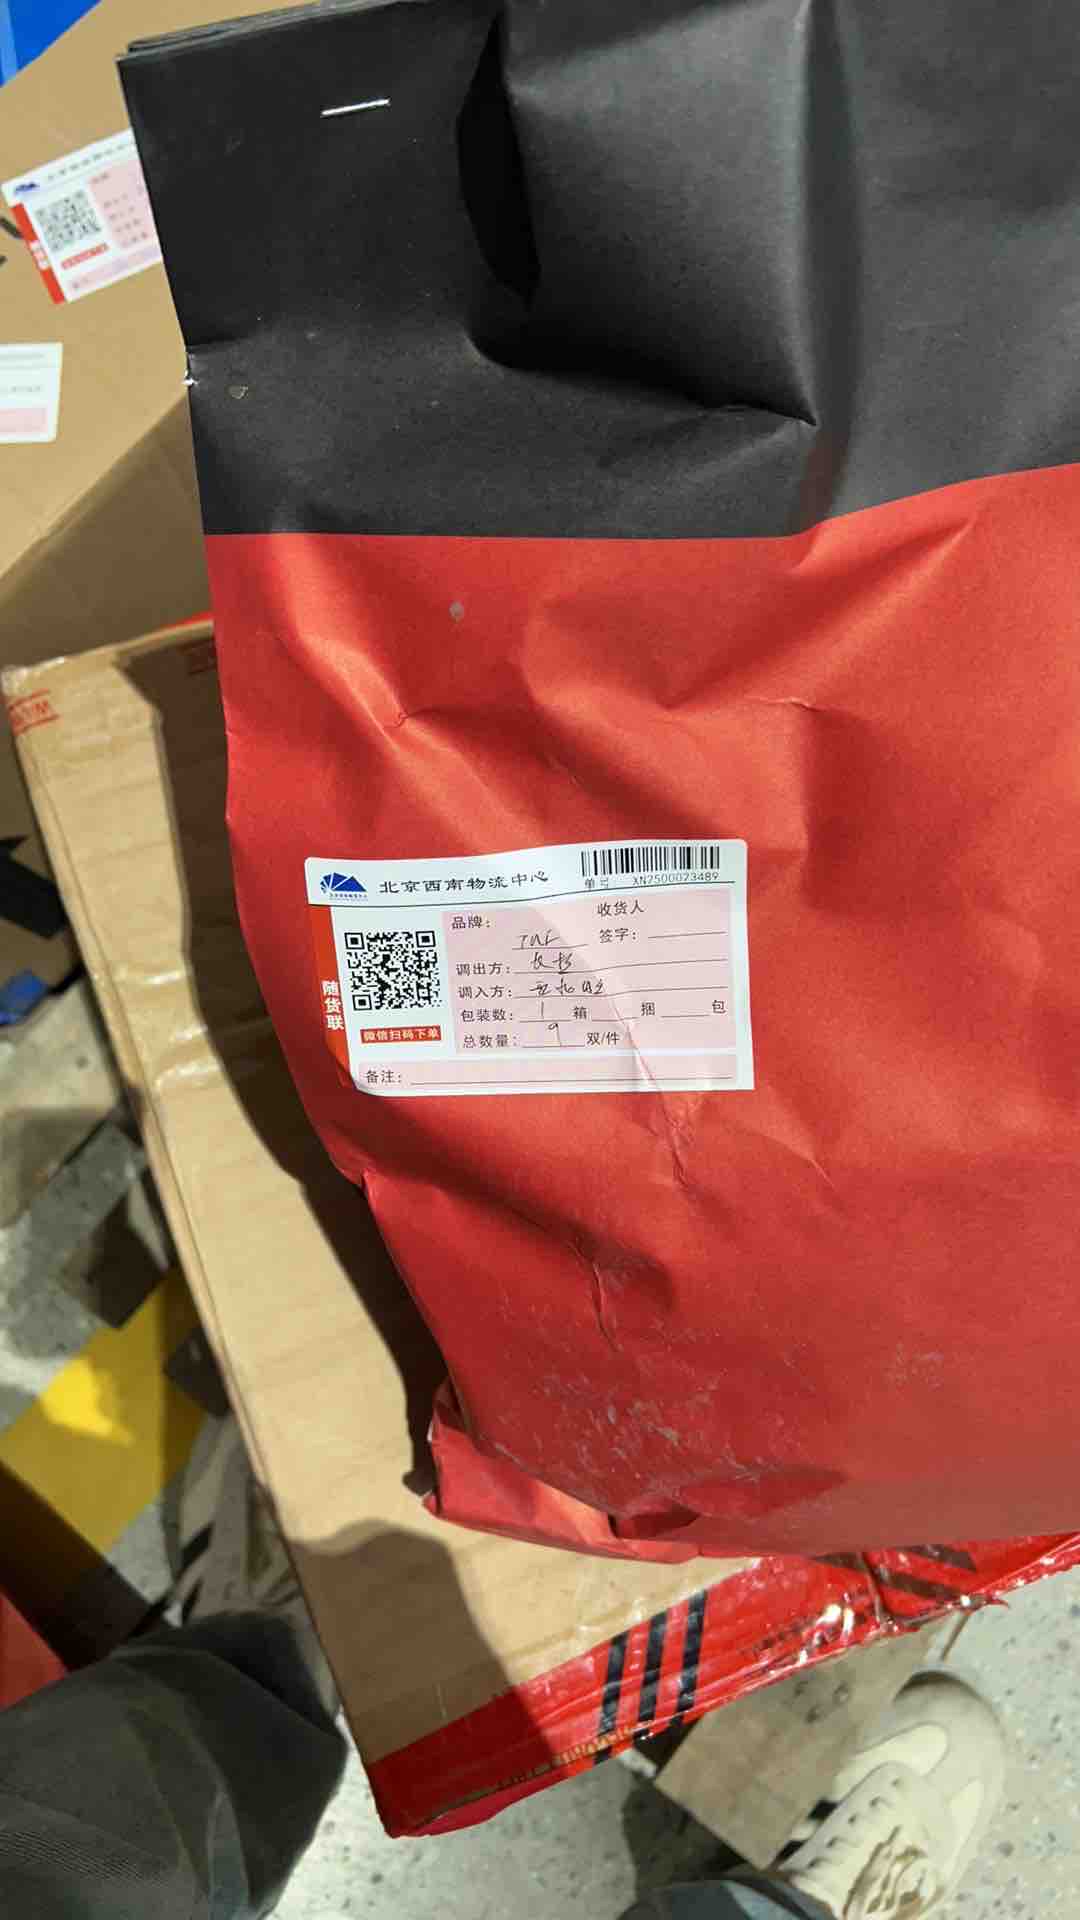 北京西南物流中心
单号 XN2500023489
品牌: TNF
收货人
签字:
调出方:
调入方:
包装数: 1 箱 捆 包
总数量: 9 双/件
备注:
随货联
微信扫码下单